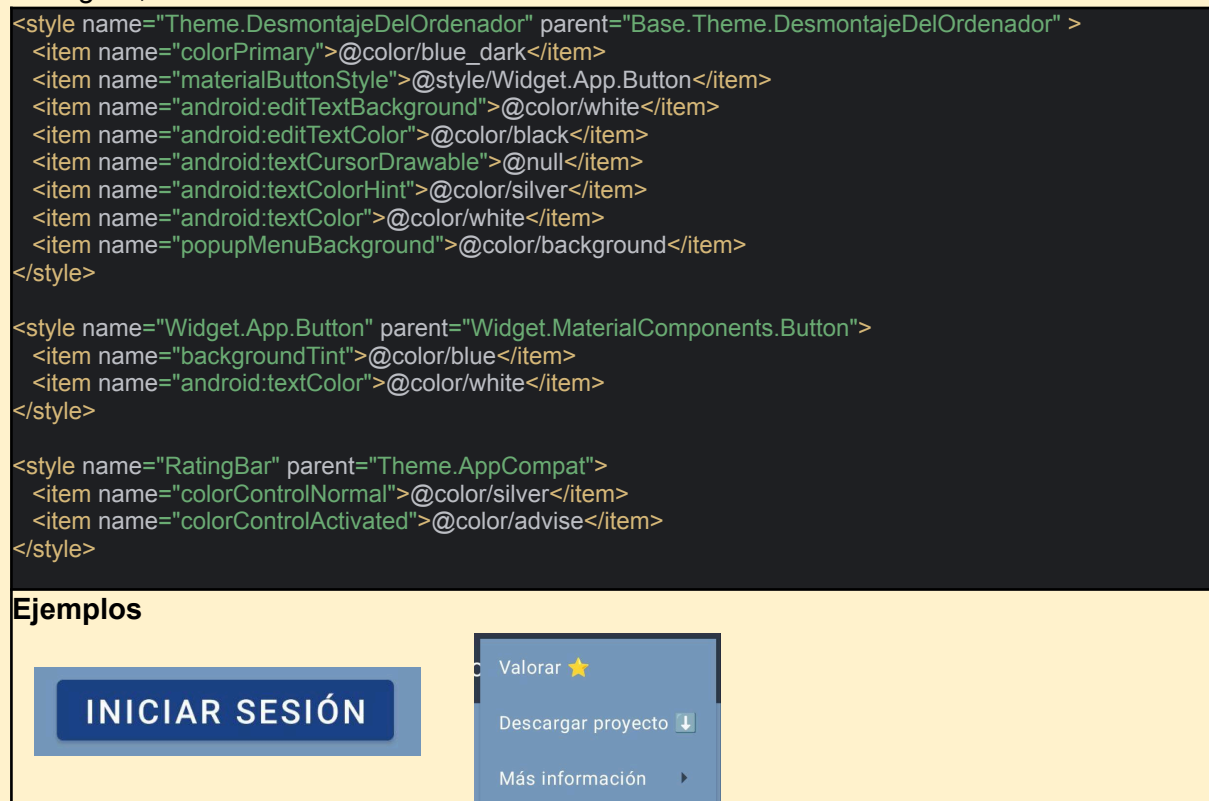 <style name="Theme.DesmontajeDelOrdenador" parent="Base.Theme.DesmontajeDelOrdenador" >
<item name="colorPrimary">@color/blue_dark</item>
<item name="materialButtonStyle">@style/Widget.App.Button</item>
<item name="android:editTextBackground">@color/white</item>
<item name="android:editTextColor">@color/black</item>
<item name="android:textCursorDrawable">@null</item>
<item name="android:textColorHint">@color/silver</item>
<item name="android:textColor">@color/white</item>
<item name="popupMenuBackground">@color/background</item>
</style>
<style name="Widget.App.Button" parent="Widget.MaterialComponents.Button">
<item name="backgroundTint">@color/blue</item>
<item name="android:textColor">@color/white</item>
</style>
<style name="RatingBar" parent="Theme.AppCompat">
<item name="colorControlNormal">@color/silver</item>
<item name="colorControlActivated">@color/advise</item>
</style>
Ejemplos
INICIAR SESIÓN
Valorar ⭐
Descargar proyecto ⬇️
Más información